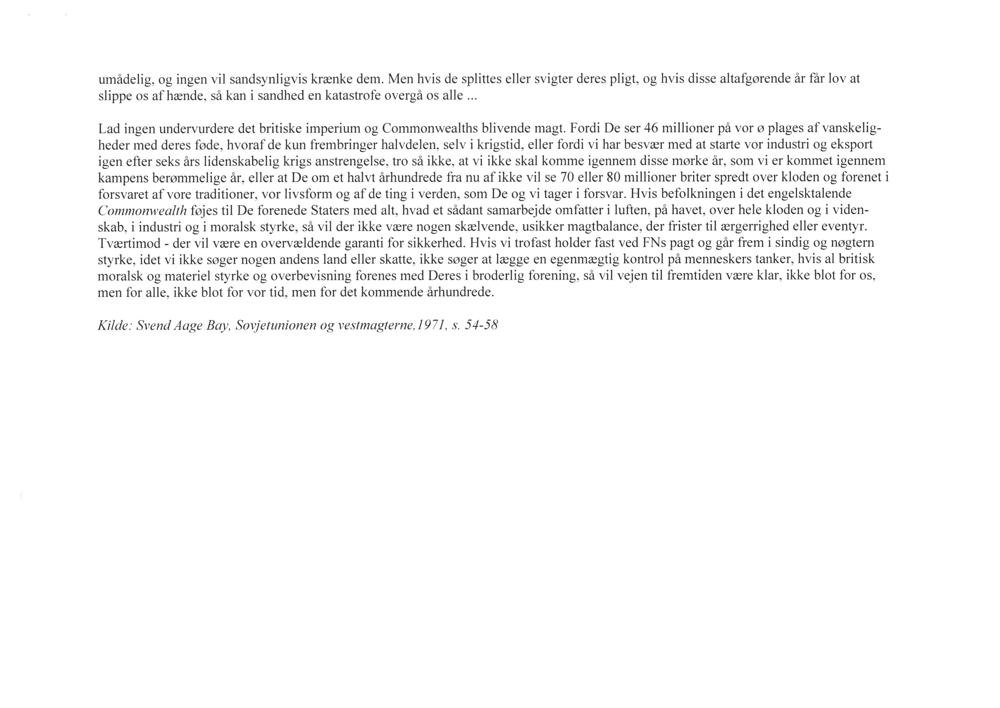 umådelig, og ingen vil sandsynligvis krænke dem. Men hvis de splittes eller svigter deres pligt, og hvis disse altafgørende år får lov at
slippe os af hænde, så kan i sandhed en katastrofe overgå os alle ...
Lad ingen undervurdere det britiske imperium og Commonwealths blivende magt. Fordi De ser 46 millioner på vor ø plages af vanskelig-
heder med deres føde, hvoraf de kun frembringer halvdelen, selv i krigstid, eller fordi vi har besvær med at starte vor industri og eksport
igen efter seks års lidenskabelig krigs anstrengelse, tro så ikke, at vi ikke skal komme igennem disse mørke år, som vi er kommet igennem
kampens berømmelige år, eller at De om et halvt århundrede fra nu af ikke vil se 70 eller 80 millioner briter spredt over kloden og forenet i
forsvaret af vore traditioner, vor livsform og af de ting i verden, som De og vi tager i forsvar. Hvis befolkningen i det engelsktalende
Commonwealth føjes til De forenede Staters med alt, hvad et sådant samarbejde omfatter i luften, på havet, over hele kloden og i viden-
skab, i industri og i moralsk styrke, så vil der ikke være nogen skælvende, usikker magtbalance, der frister til ærgerrighed eller eventyr.
Tværtimod - der vil være en overvældende garanti for sikkerhed. Hvis vi trofast holder fast ved FNs pagt og går frem i sindig og nøgtern
styrke, idet vi ikke søger nogen andens land eller skatte, ikke søger at lægge en egenmægtig kontrol på menneskers tanker, hvis al britisk
moralsk og materiel styrke og overbevisning forenes med Deres i broderlig forening, så vil vejen til fremtiden være klar, ikke blot for os,
men for alle, ikke blot for vor tid, men for det kommende århundrede.
Kilde: Svend Aage Bay, Sovjetunionen og vestmagterne,1971, s. 54-58